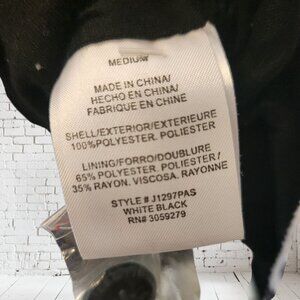 MEDIUM
MADE IN CHINA/
HECHO EN CHINA/
FABRIQUE EN CHINE
SHELL/EXTERIOR/EXTERIEURE
100%POLYESTER. POLIESTER
LINING/FORRO/DOUBLURE
65% POLYESTER. POLIESTER /
35% RAYON. VISCOSA. RAYONNE
STYLE # J1297PAS
WHITE BLACK
RN# 3059279